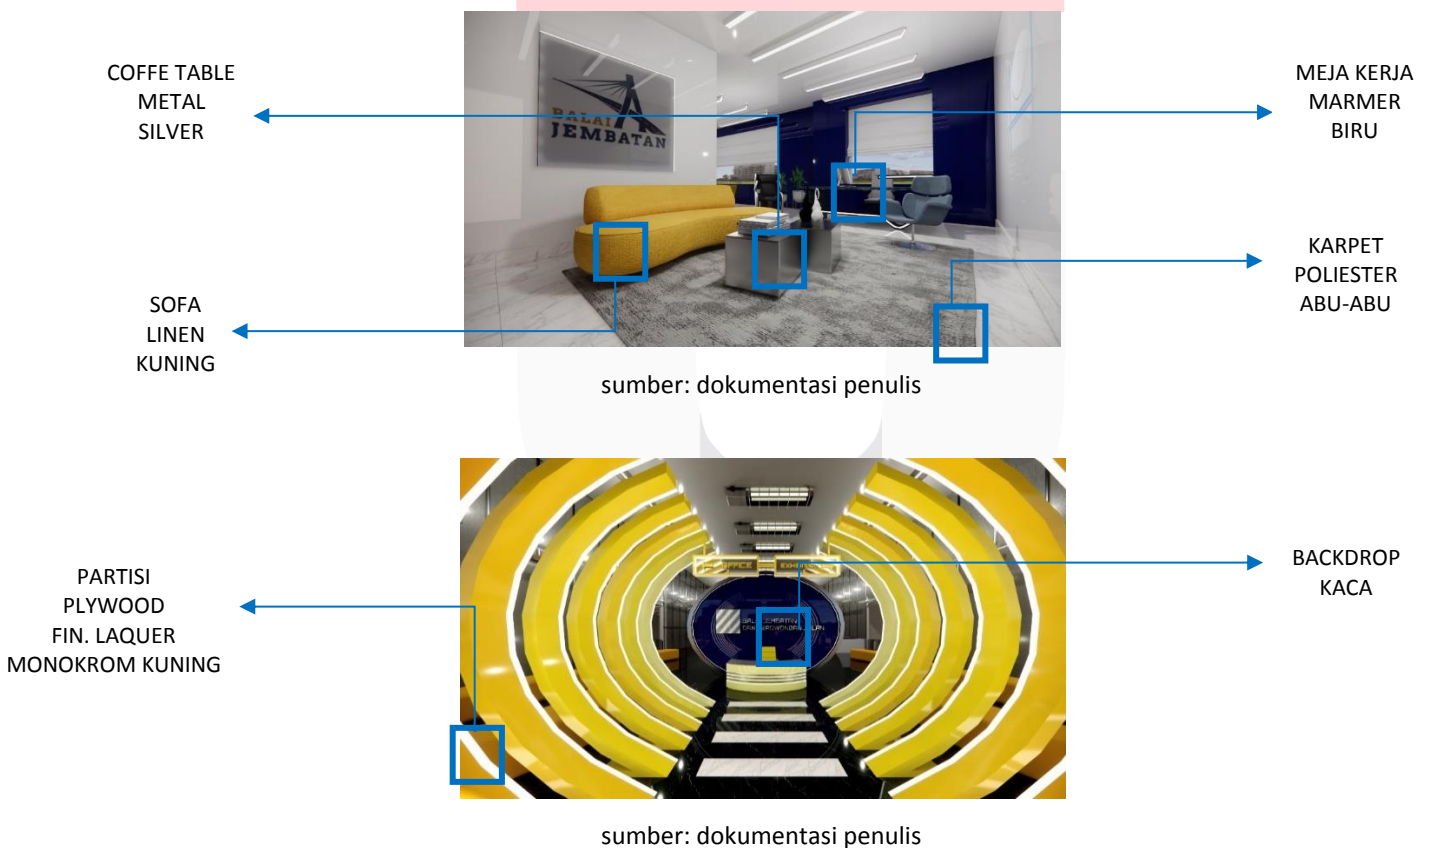 COFFE TABLE
METAL
SILVER
BALAI
JEMBATAN
MEJA KERJA
MARMER
BIRU
SOFA
LINEN
KUNING
KARPET
POLIESTER
ABU-ABU
sumber: dokumentasi penulis
PARTISI
PLYWOOD
FIN. LAQUER
MONOKROM KUNING
OFFICE
BACKDROP
KACA
sumber: dokumentasi penulis